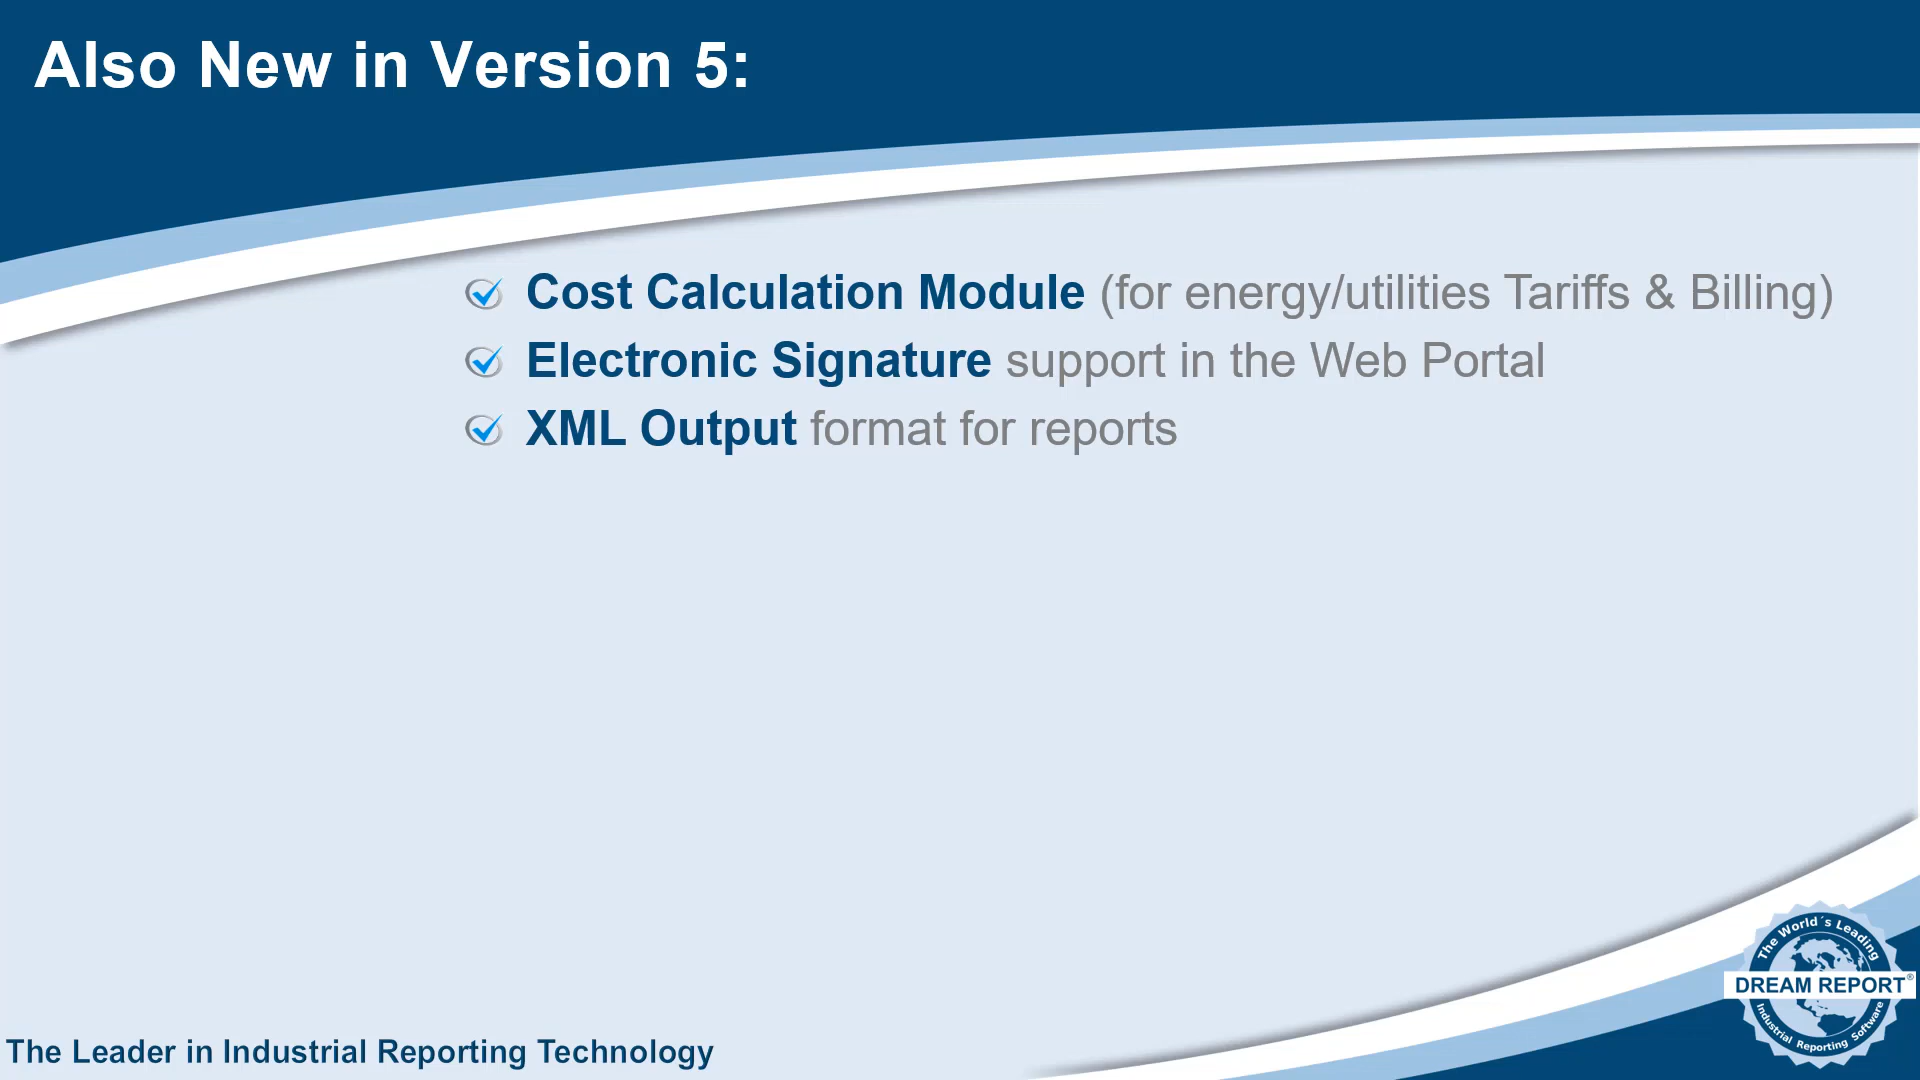 Also New in Version 5:
Cost Calculation Module (for energy/utilities Tariffs & Billing)
Electronic Signature support in the Web Portal
XML Output format for reports
The World´s Leading
DREAM REPORT®
Industrial Reporting Software
The Leader in Industrial Reporting Technology